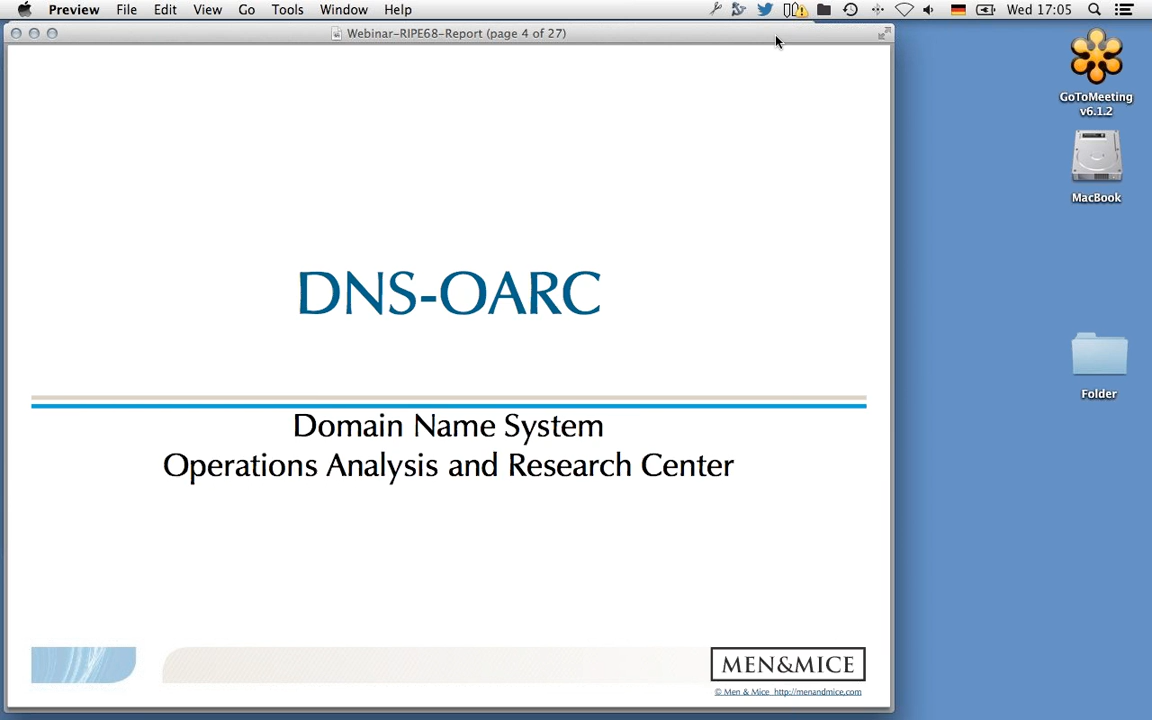 Preview File Edit View Go Tools Window Help Wed 17:05
Webinar-RIPE68-Report (page 4 of 27)
GoToMeeting
v6.1.2
MacBook
Folder
DNS-OARC
Domain Name System
Operations Analysis and Research Center
MEN&MICE
© Men & Mice http://menandmice.com